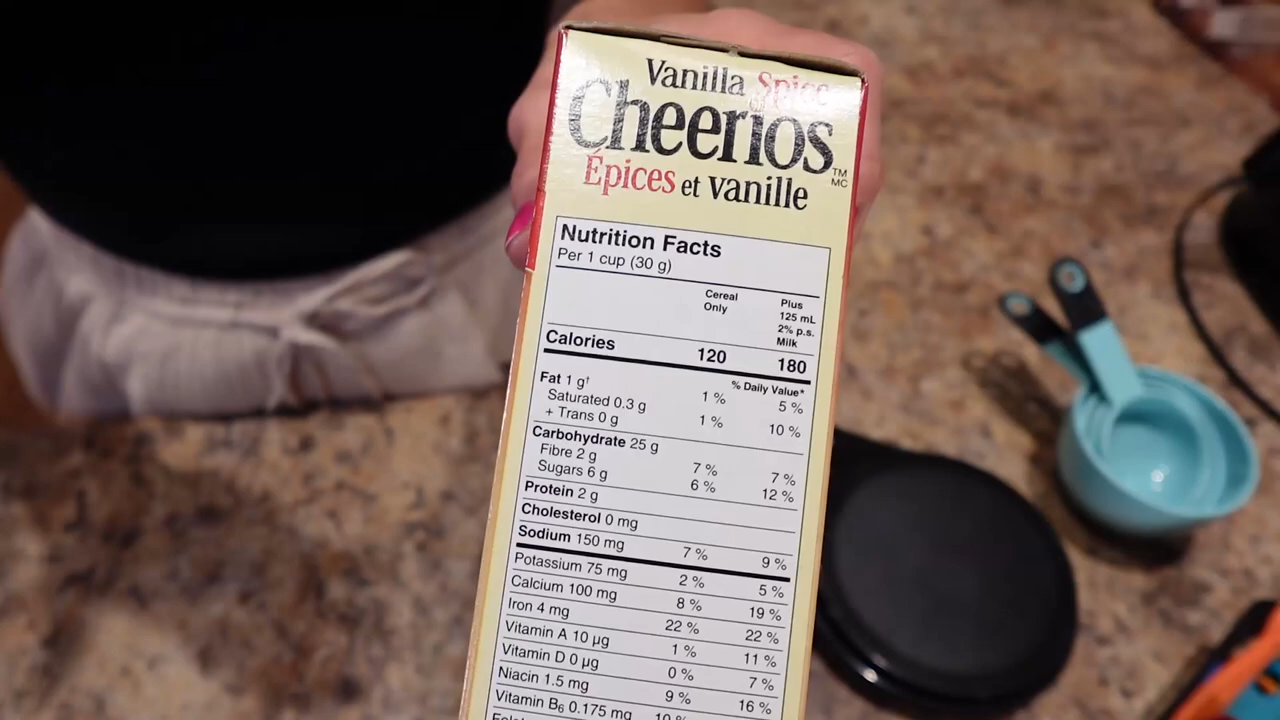 Vanilla Spice
Cheerios
TM
MC
Épices et vanille
Nutrition Facts
Per 1 cup (30 g)
Cereal Only
Plus 125 mL 2% p.s. Milk
Calories 120 180
% Daily Value*
Fat 1 g† 1 % 5 %
Saturated 0.3 g
+ Trans 0 g 1 % 10 %
Carbohydrate 25 g
Fibre 2 g 7 % 7 %
Sugars 6 g 6 % 12 %
Protein 2 g
Cholesterol 0 mg
Sodium 150 mg 7 % 9 %
Potassium 75 mg 2 % 5 %
Calcium 100 mg 8 % 19 %
Iron 4 mg 22 % 22 %
Vitamin A 10 µg 1 % 11 %
Vitamin D 0 µg 0 % 7 %
Niacin 1.5 mg 9 % 16 %
Vitamin B6 0.175 mg 10 %